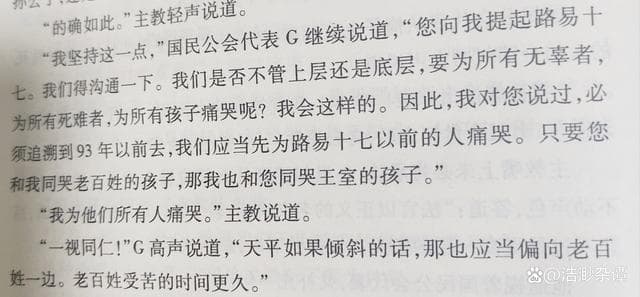 “的确如此。”主教轻声说道。
“我坚持这一点，”国民公会代表 G 继续说道，“您向我提起路易十
七。我们得沟通一下。我们是否不管上层还是底层，要为所有无辜者，
为所有死难者，为所有孩子痛哭呢？我会这样的。因此，我对您说过，必
须追溯到 93 年以前去，我们应当先为路易十七以前的人痛哭。只要您
和我同哭老百姓的孩子，那我也和您同哭王室的孩子。”
“我为他们所有人痛哭。”主教说道。
“一视同仁！”G 高声说道，“天平如果倾斜的话，那也应当偏向老百
姓一边。老百姓受苦的时间更久。”
@浩渺杂谭